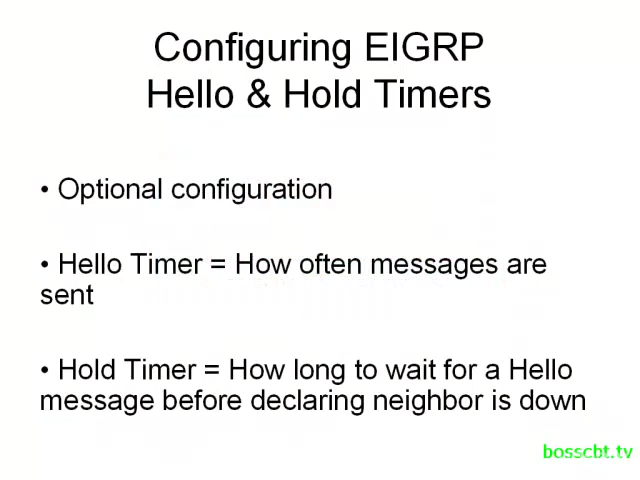 Configuring EIGRP
Hello & Hold Timers
• Optional configuration
• Hello Timer = How often messages are
sent
• Hold Timer = How long to wait for a Hello
message before declaring neighbor is down
bosscbt.tv